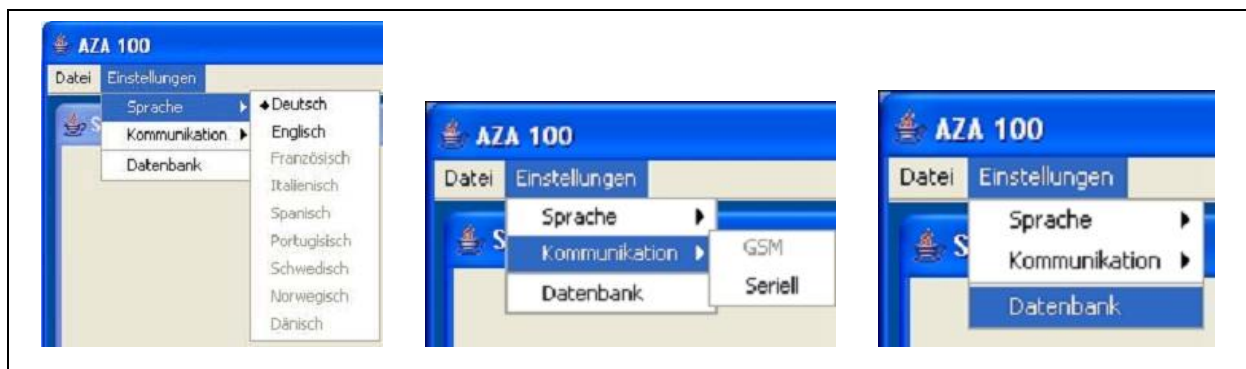 AZA 100
Datei Einstellungen
Sprache
Kommunikation
Datenbank
Deutsch
Englisch
Französisch
Italienisch
Spanisch
Portugisisch
Schwedisch
Norwegisch
Dänisch
S
AZA 100
Datei Einstellungen
Sprache
Kommunikation
Datenbank
GSM
Seriell
S
AZA 100
Datei Einstellungen
Sprache
Kommunikation
Datenbank
S